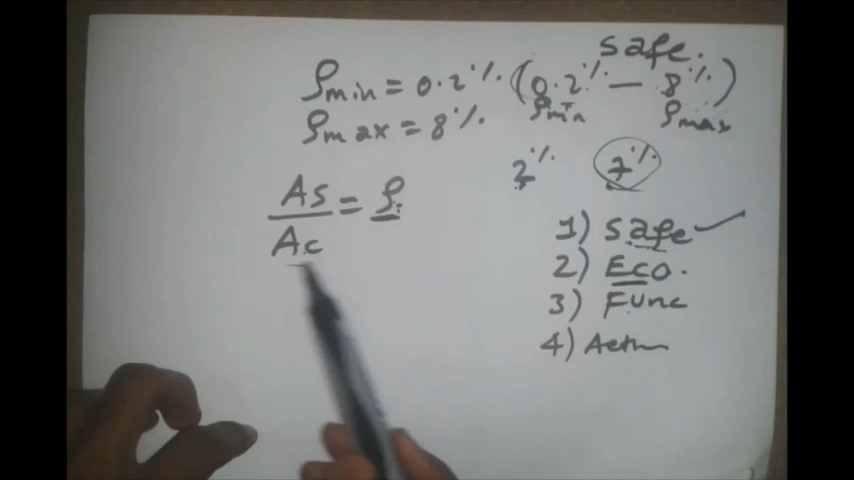 safe.
ρmin = 0.2% (0.2% — 8%)
ρmin ρmax
ρmax = 8%
2% 7%
As/Ac = ρ
1) safe ✓
2) Eco.
3) Func
4) Aeth